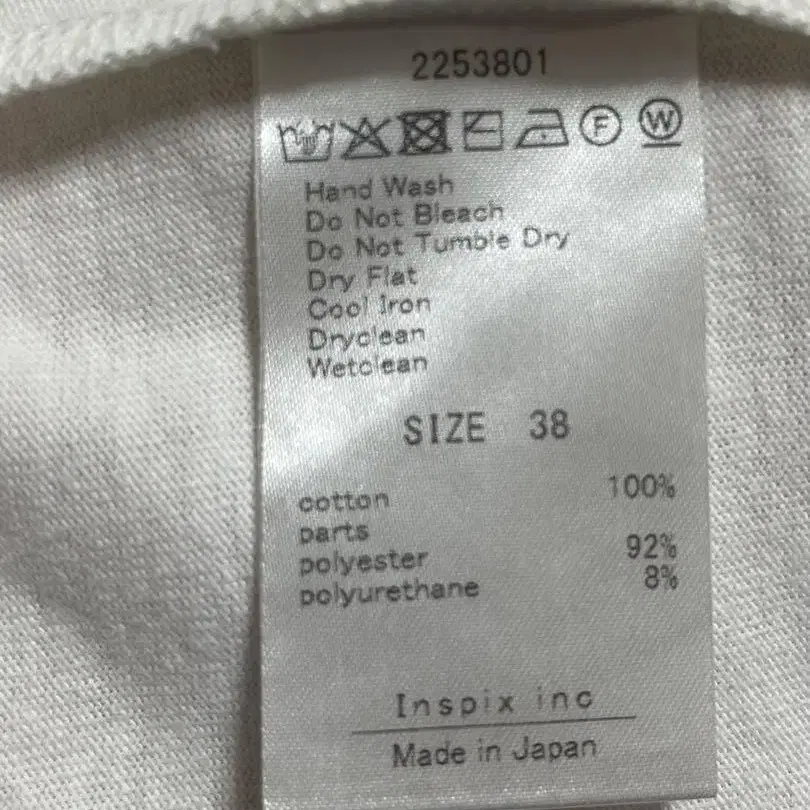 2253801
F W
Hand Wash
Do Not Bleach
Do Not Tumble Dry
Dry Flat
Cool Iron
Dryclean
Wetclean
SIZE 38
cotton 100%
parts
polyester 92%
polyurethane 8%
Inspix inc
Made in Japan